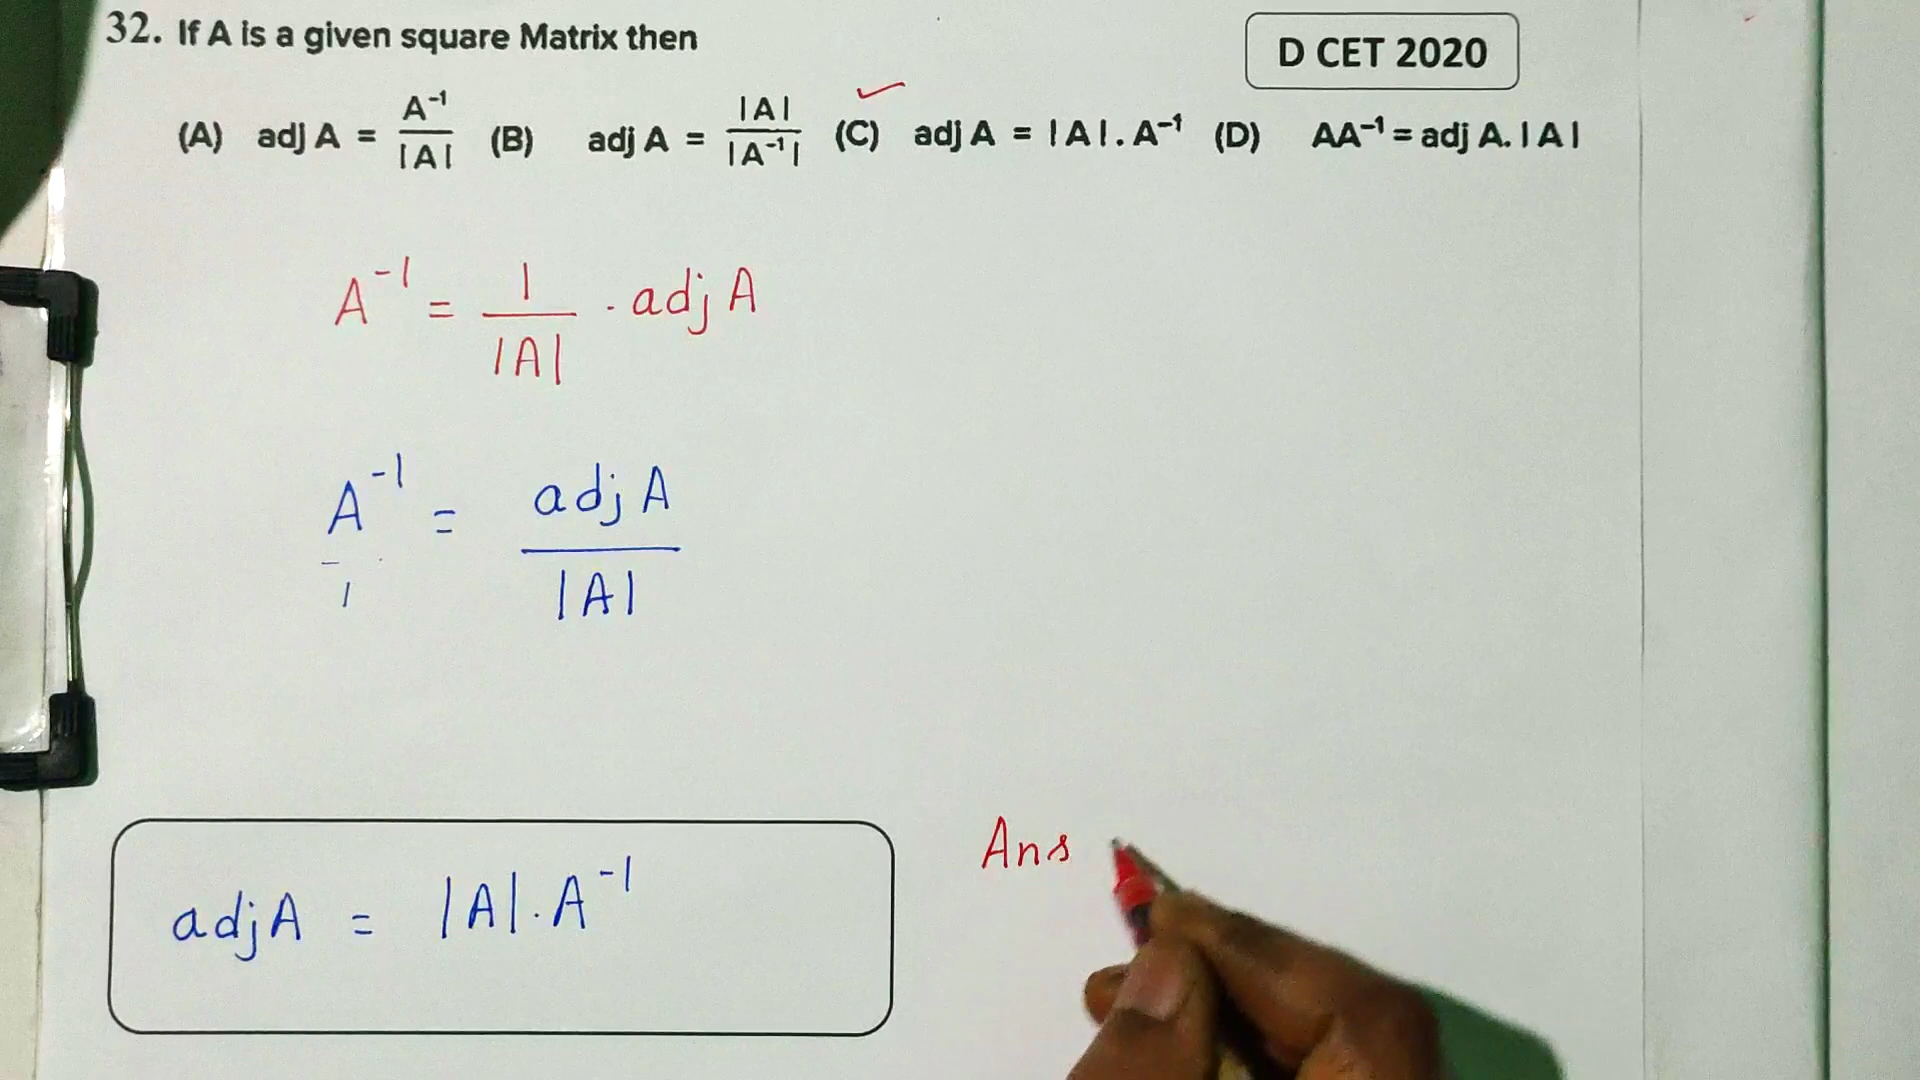 32. If A is a given square Matrix then
D CET 2020
(A) adj A = A⁻¹ / |A| (B) adj A = |A| / |A⁻¹| (C) adj A = |A|. A⁻¹ (D) AA⁻¹ = adj A. |A|
A⁻¹ = 1 / |A| · adj A
A⁻¹ / 1 = adj A / |A|
adj A = |A|. A⁻¹
Ans